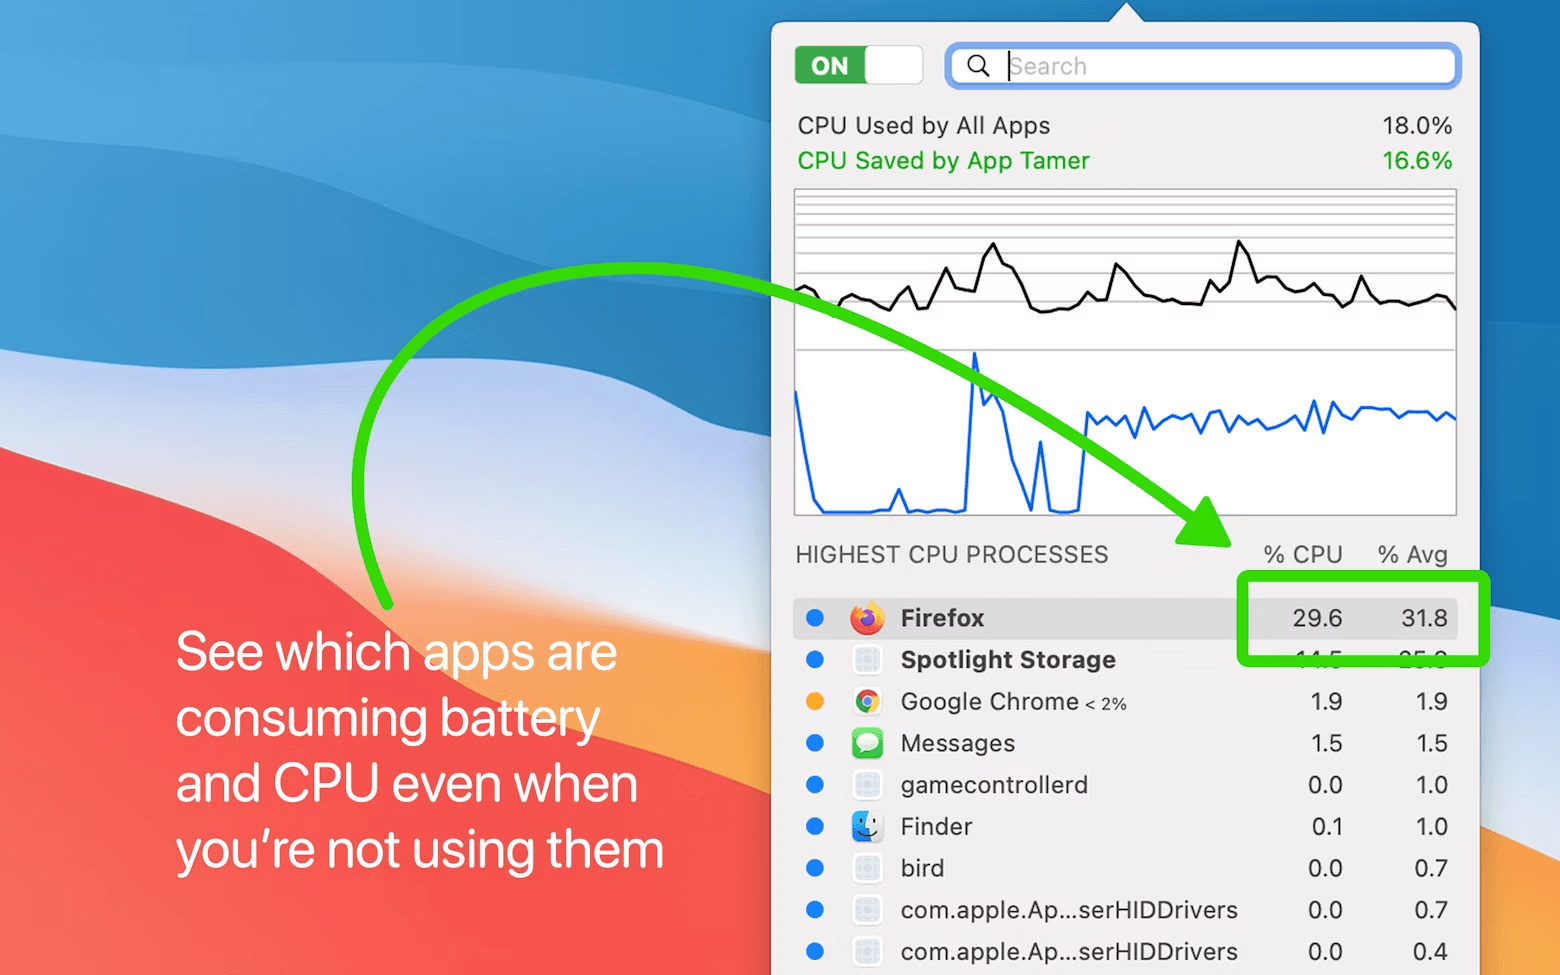 ON
Search
CPU Used by All Apps 18.0%
CPU Saved by App Tamer 16.6%
HIGHEST CPU PROCESSES % CPU % Avg
Firefox 29.6 31.8
Spotlight Storage
Google Chrome < 2% 1.9 1.9
Messages 1.5 1.5
gamecontrollerd 0.0 1.0
Finder 0.1 1.0
bird 0.0 0.7
com.apple.Ap...serHIDDrivers 0.0 0.7
com.apple.Ap...serHIDDrivers 0.0 0.4
See which apps are
consuming battery
and CPU even when
you’re not using them